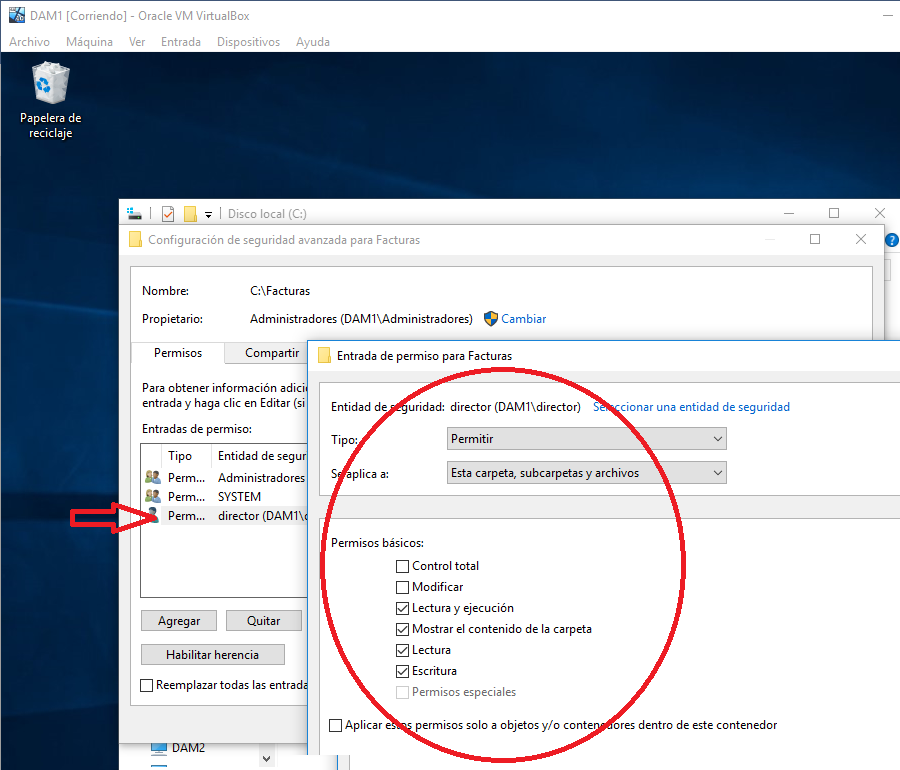 DAM1 [Corriendo] - Oracle VM VirtualBox
Archivo Máquina Ver Entrada Dispositivos Ayuda
Papelera de
reciclaje
Disco local (C:)
Configuración de seguridad avanzada para Facturas
?
Nombre: C:\Facturas
Propietario: Administradores (DAM1\Administradores) Cambiar
Permisos Compartir
Para obtener información adici
entrada y haga clic en Editar (si
Entradas de permiso:
Tipo Entidad de segur
Perm... Administradores
Perm... SYSTEM
Perm... director (DAM1\
Agregar Quitar
Habilitar herencia
Reemplazar todas las entrada
DAM2
Entrada de permiso para Facturas
Entidad de seguridad: director (DAM1\director) Seleccionar una entidad de seguridad
Tipo: Permitir
Se aplica a: Esta carpeta, subcarpetas y archivos
Permisos básicos:
Control total
Modificar
Lectura y ejecución
Mostrar el contenido de la carpeta
Lectura
Escritura
Permisos especiales
Aplicar estos permisos solo a objetos y/o contenedores dentro de este contenedor